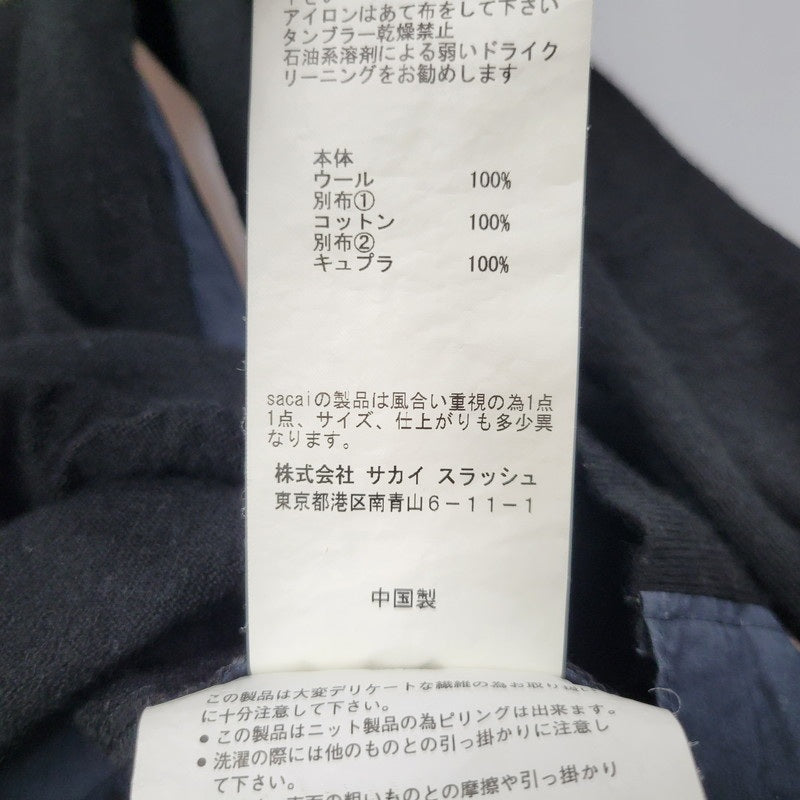 アイロンはあて布をして下さい
タンブラー乾燥禁止
石油系溶剤による弱いドライク
リーニングをお勧めします
本体
ウール 100%
別布①
コットン 100%
別布②
キュプラ 100%
sacaiの製品は風合い重視の為1点
1点、サイズ、仕上がりも多少異
なります。
株式会社 サカイ スラッシュ
東京都港区南青山6－11－1
中国製
この製品は大変デリケートな繊維の為お取り扱い
に十分注意して下さい。
● この製品はニット製品の為ピリングは出来ます。
● 洗濯の際には他のものとの引っ掛かりに注意し
て下さい。
表面の粗いものとの摩擦や引っ掛かり